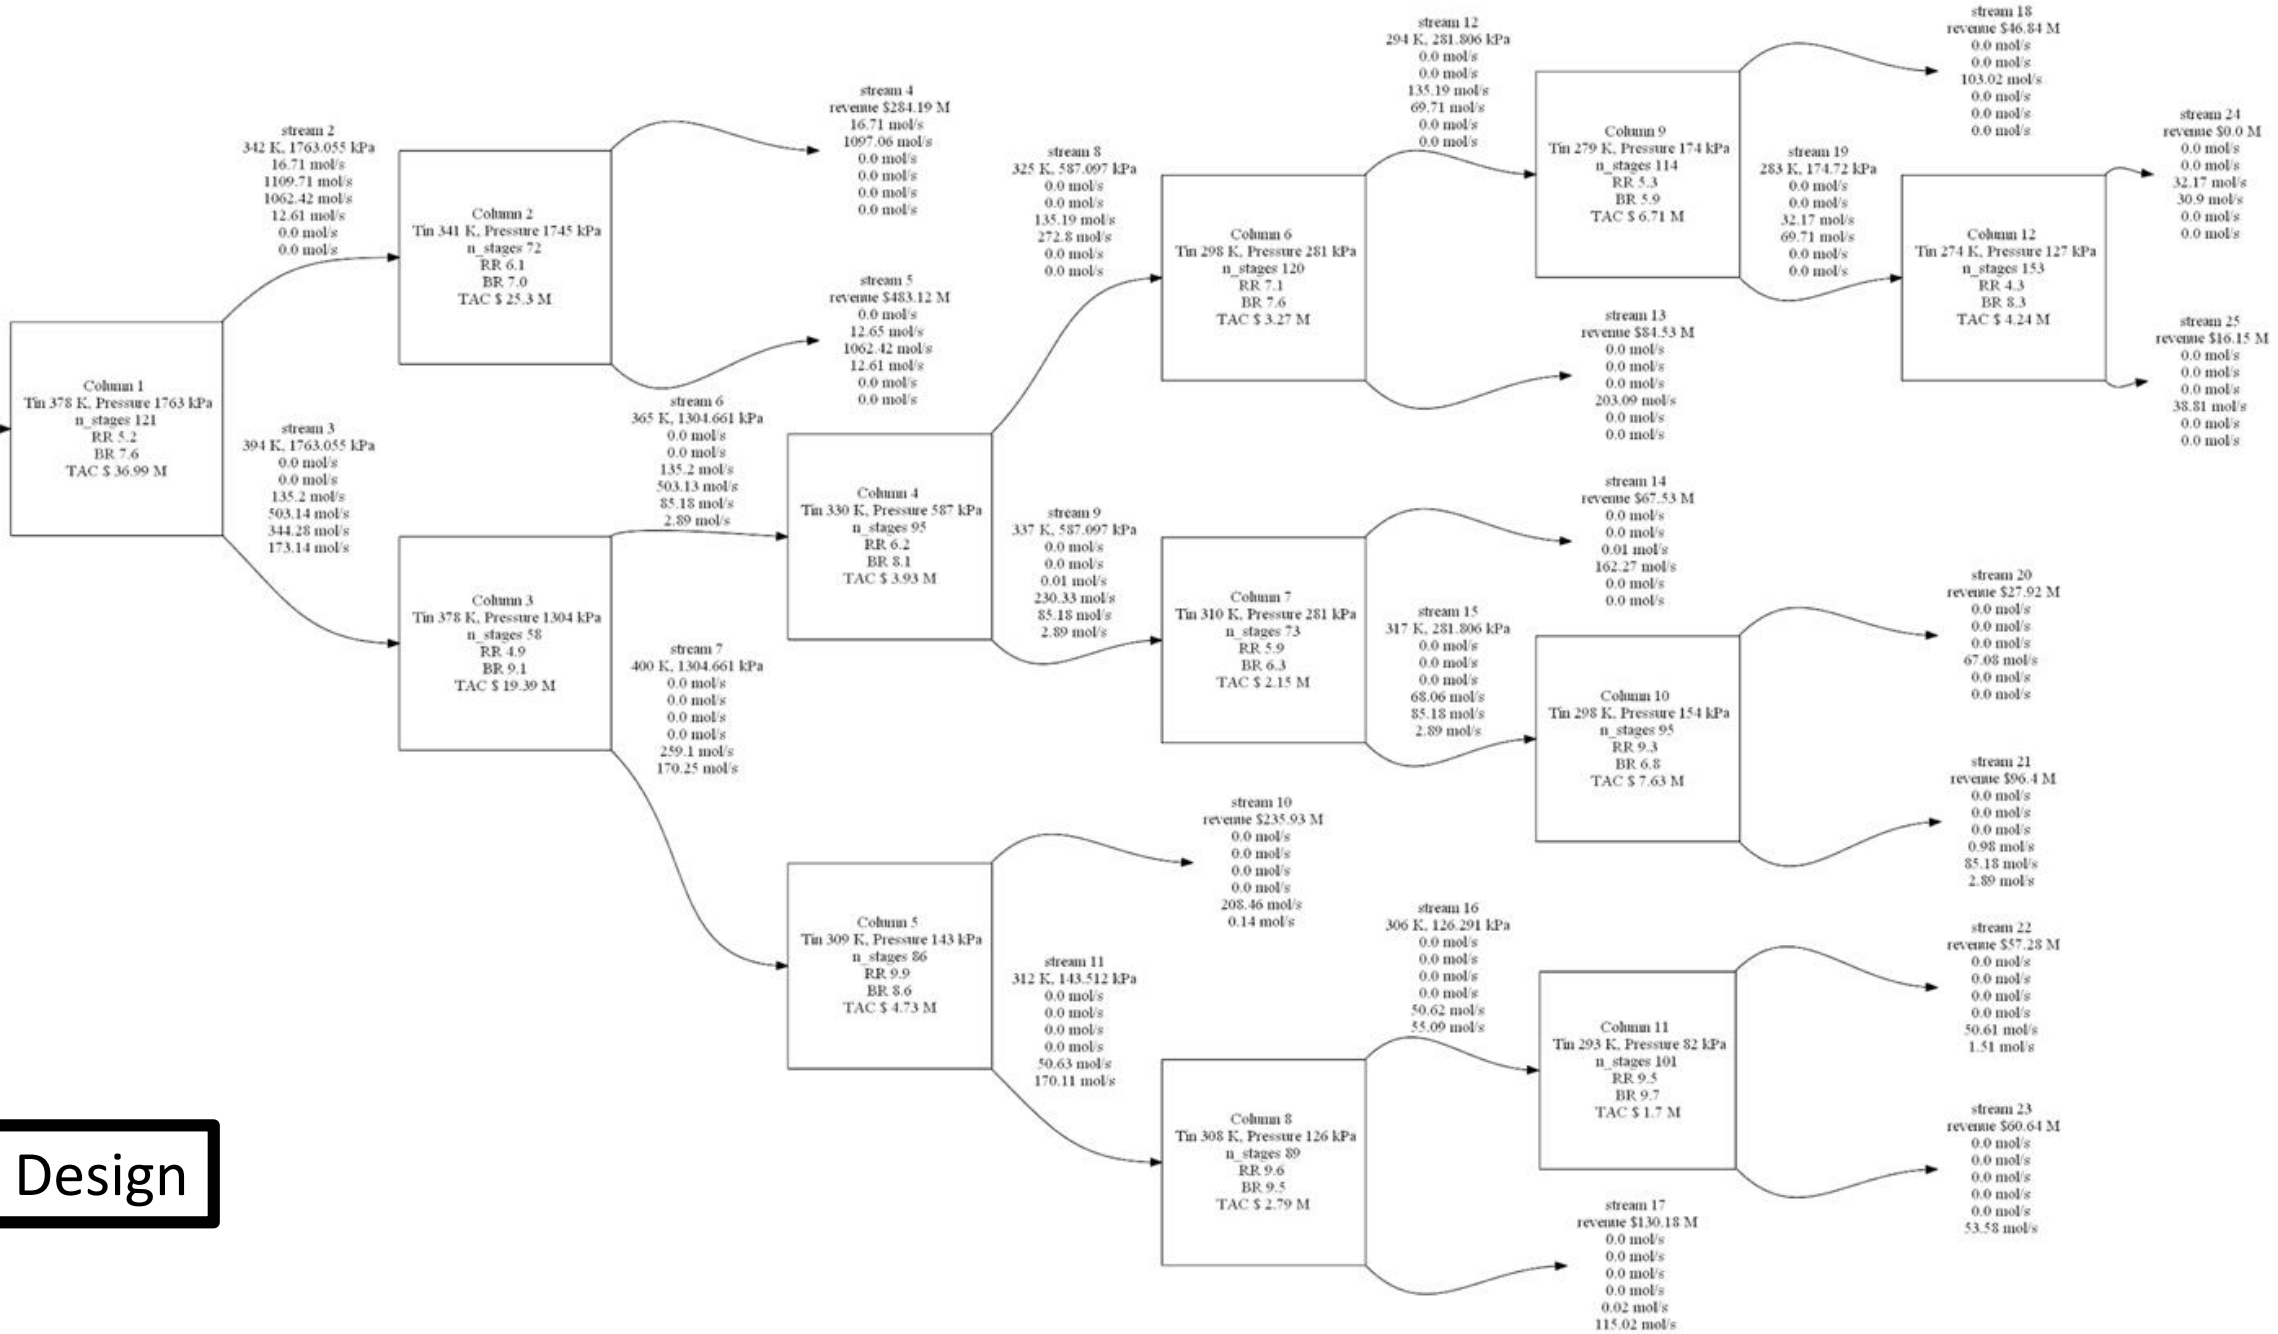 Column 1
Tin 378 K, Pressure 1763 kPa
n_stages 121
RR 5.2
BR 7.6
TAC $ 36.99 M
stream 2
342 K, 1763.055 kPa
16.71 mol/s
1109.71 mol/s
1062.42 mol/s
12.61 mol/s
0.0 mol/s
0.0 mol/s
stream 3
394 K, 1763.055 kPa
0.0 mol/s
0.0 mol/s
135.2 mol/s
503.14 mol/s
344.28 mol/s
173.14 mol/s
Column 2
Tin 341 K, Pressure 1745 kPa
n_stages 72
RR 6.1
BR 7.0
TAC $ 25.3 M
Column 3
Tin 378 K, Pressure 1304 kPa
n_stages 58
RR 4.9
BR 9.1
TAC $ 19.39 M
stream 4
revenue $284.19 M
16.71 mol/s
1097.06 mol/s
0.0 mol/s
0.0 mol/s
0.0 mol/s
0.0 mol/s
stream 5
revenue $483.12 M
0.0 mol/s
12.65 mol/s
1062.42 mol/s
12.61 mol/s
0.0 mol/s
0.0 mol/s
stream 6
365 K, 1304.661 kPa
0.0 mol/s
0.0 mol/s
135.2 mol/s
503.13 mol/s
85.18 mol/s
2.89 mol/s
stream 7
400 K, 1304.661 kPa
0.0 mol/s
0.0 mol/s
0.0 mol/s
0.0 mol/s
259.1 mol/s
170.25 mol/s
Column 4
Tin 330 K, Pressure 587 kPa
n_stages 95
RR 6.2
BR 8.1
TAC $ 3.93 M
Column 5
Tin 309 K, Pressure 143 kPa
n_stages 86
RR 9.9
BR 8.6
TAC $ 4.73 M
stream 8
325 K, 587.097 kPa
0.0 mol/s
0.0 mol/s
135.19 mol/s
272.8 mol/s
0.0 mol/s
0.0 mol/s
stream 9
337 K, 587.097 kPa
0.0 mol/s
0.0 mol/s
0.01 mol/s
230.33 mol/s
85.18 mol/s
2.89 mol/s
stream 10
revenue $235.93 M
0.0 mol/s
0.0 mol/s
0.0 mol/s
0.0 mol/s
208.46 mol/s
0.14 mol/s
stream 11
312 K, 143.512 kPa
0.0 mol/s
0.0 mol/s
0.0 mol/s
0.0 mol/s
50.63 mol/s
170.11 mol/s
Column 6
Tin 298 K, Pressure 281 kPa
n_stages 120
RR 7.1
BR 7.6
TAC $ 3.27 M
Column 7
Tin 310 K, Pressure 281 kPa
n_stages 73
RR 5.9
BR 6.3
TAC $ 2.15 M
Column 8
Tin 308 K, Pressure 126 kPa
n_stages 89
RR 9.6
BR 9.5
TAC $ 2.79 M
stream 12
294 K, 281.806 kPa
0.0 mol/s
0.0 mol/s
135.19 mol/s
69.71 mol/s
0.0 mol/s
0.0 mol/s
stream 13
revenue $84.53 M
0.0 mol/s
0.0 mol/s
0.0 mol/s
203.09 mol/s
0.0 mol/s
0.0 mol/s
stream 14
revenue $67.53 M
0.0 mol/s
0.0 mol/s
0.01 mol/s
162.27 mol/s
0.0 mol/s
0.0 mol/s
stream 15
317 K, 281.806 kPa
0.0 mol/s
0.0 mol/s
0.0 mol/s
68.06 mol/s
85.18 mol/s
2.89 mol/s
stream 16
306 K, 126.291 kPa
0.0 mol/s
0.0 mol/s
0.0 mol/s
0.0 mol/s
50.62 mol/s
55.09 mol/s
stream 17
revenue $130.18 M
0.0 mol/s
0.0 mol/s
0.0 mol/s
0.0 mol/s
0.02 mol/s
115.02 mol/s
Column 9
Tin 279 K, Pressure 174 kPa
n_stages 114
RR 5.3
BR 5.9
TAC $ 6.71 M
Column 10
Tin 298 K, Pressure 154 kPa
n_stages 95
RR 9.3
BR 6.8
TAC $ 7.63 M
Column 11
Tin 293 K, Pressure 82 kPa
n_stages 101
RR 9.5
BR 9.7
TAC $ 1.7 M
stream 18
revenue $46.84 M
0.0 mol/s
0.0 mol/s
103.02 mol/s
0.0 mol/s
0.0 mol/s
0.0 mol/s
stream 19
283 K, 174.72 kPa
0.0 mol/s
0.0 mol/s
32.17 mol/s
69.71 mol/s
0.0 mol/s
0.0 mol/s
stream 20
revenue $27.92 M
0.0 mol/s
0.0 mol/s
0.0 mol/s
67.08 mol/s
0.0 mol/s
0.0 mol/s
stream 21
revenue $96.4 M
0.0 mol/s
0.0 mol/s
0.0 mol/s
0.98 mol/s
85.18 mol/s
2.89 mol/s
stream 22
revenue $57.28 M
0.0 mol/s
0.0 mol/s
0.0 mol/s
0.0 mol/s
50.61 mol/s
1.51 mol/s
stream 23
revenue $60.64 M
0.0 mol/s
0.0 mol/s
0.0 mol/s
0.0 mol/s
0.0 mol/s
53.58 mol/s
Column 12
Tin 274 K, Pressure 127 kPa
n_stages 153
RR 4.3
BR 8.3
TAC $ 4.24 M
stream 24
revenue $0.0 M
0.0 mol/s
0.0 mol/s
32.17 mol/s
30.9 mol/s
0.0 mol/s
0.0 mol/s
stream 25
revenue $16.15 M
0.0 mol/s
0.0 mol/s
0.0 mol/s
38.81 mol/s
0.0 mol/s
0.0 mol/s
Design